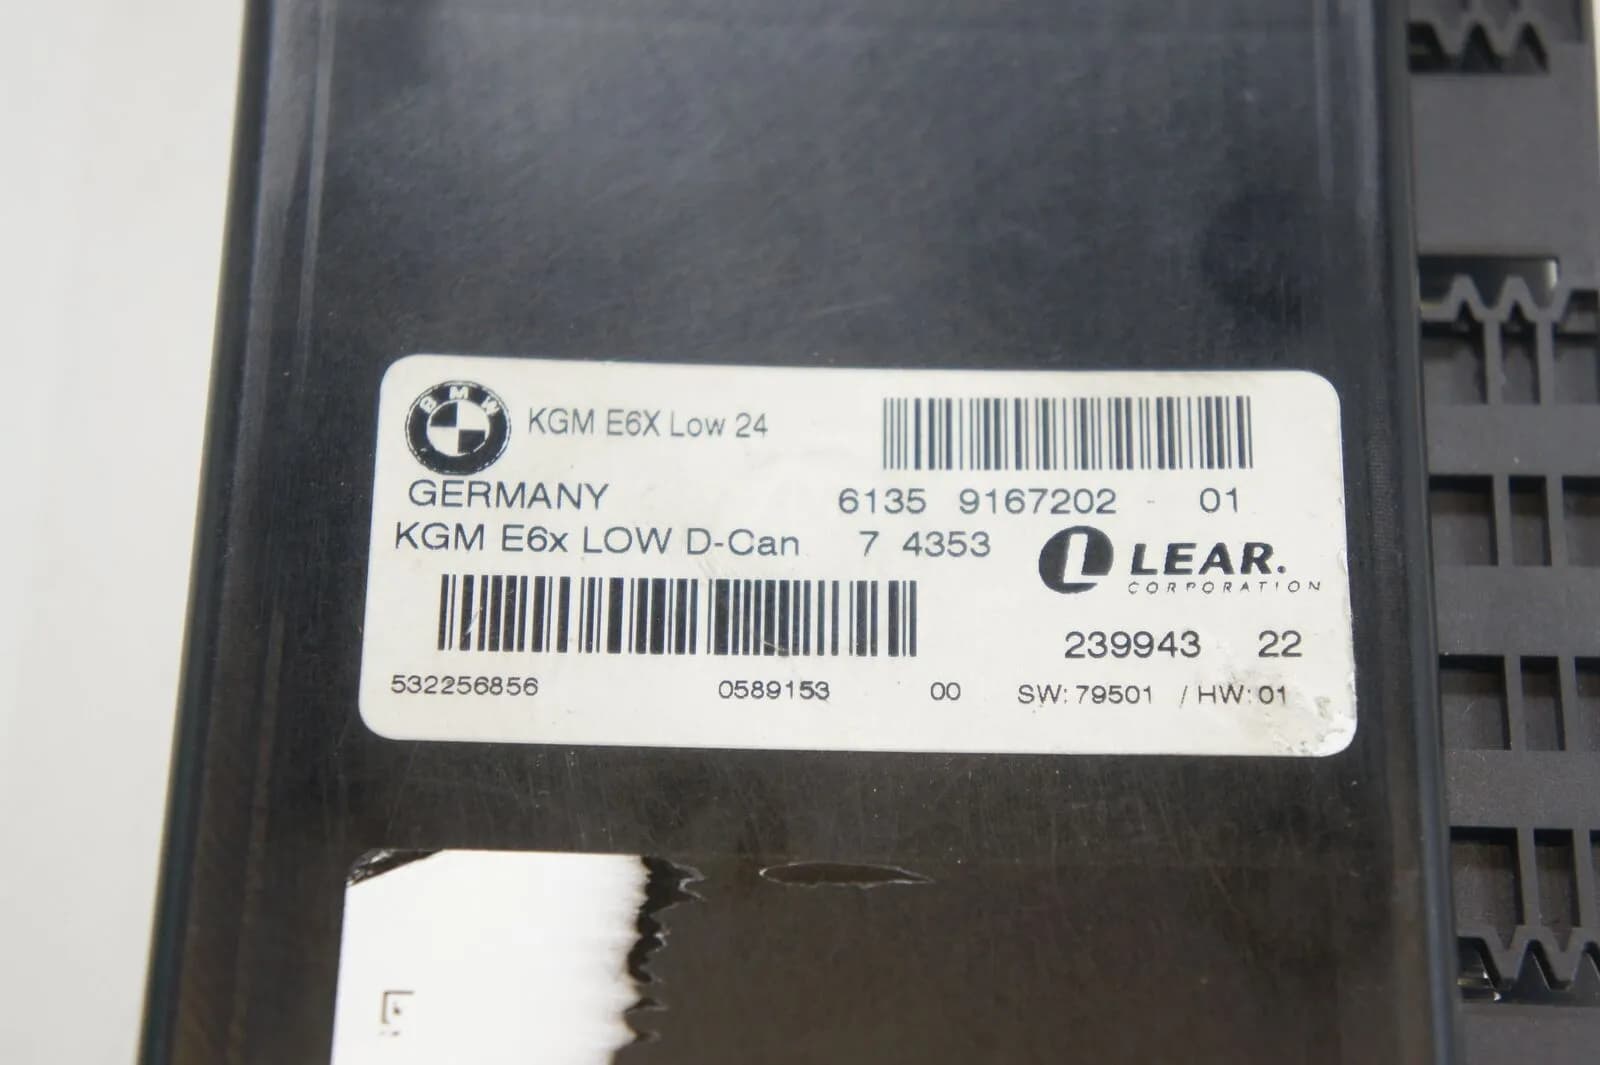 BMW KGM E6X Low 24
GERMANY 6135 9167202 - 01
KGM E6x LOW D-Can 7 4353
L LEAR.
CORPORATION
239943 22
532256856 0589153 00 SW: 79501 / HW: 01